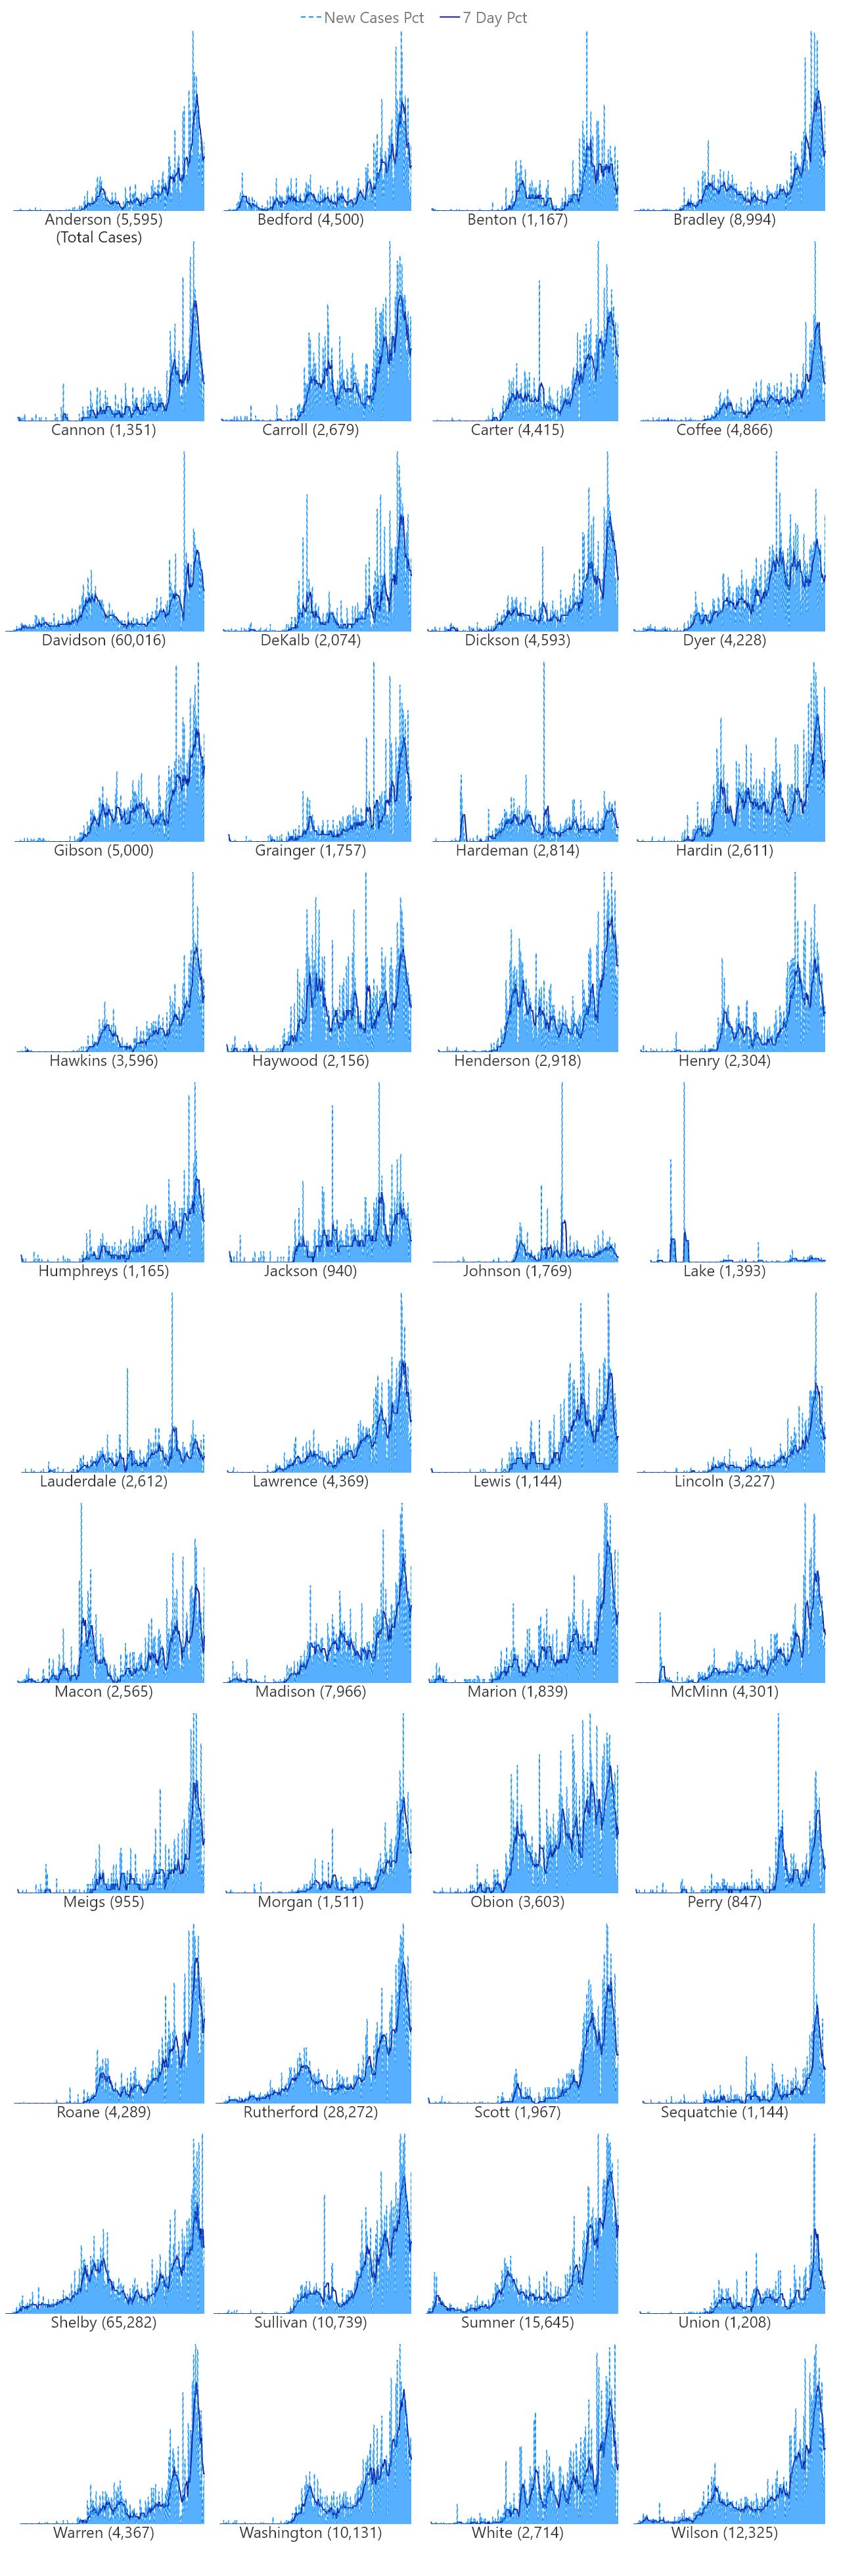 New Cases Pct 7 Day Pct
Anderson (5,595) Bedford (4,500) Benton (1,167) Bradley (8,994)
(Total Cases)
Cannon (1,351) Carroll (2,679) Carter (4,415) Coffee (4,866)
Davidson (60,016) DeKalb (2,074) Dickson (4,593) Dyer (4,228)
Gibson (5,000) Grainger (1,757) Hardeman (2,814) Hardin (2,611)
Hawkins (3,596) Haywood (2,156) Henderson (2,918) Henry (2,304)
Humphreys (1,165) Jackson (940) Johnson (1,769) Lake (1,393)
Lauderdale (2,612) Lawrence (4,369) Lewis (1,144) Lincoln (3,227)
Macon (2,565) Madison (7,966) Marion (1,839) McMinn (4,301)
Meigs (955) Morgan (1,511) Obion (3,603) Perry (847)
Roane (4,289) Rutherford (28,272) Scott (1,967) Sequatchie (1,144)
Shelby (65,282) Sullivan (10,739) Sumner (15,645) Union (1,208)
Warren (4,367) Washington (10,131) White (2,714) Wilson (12,325)